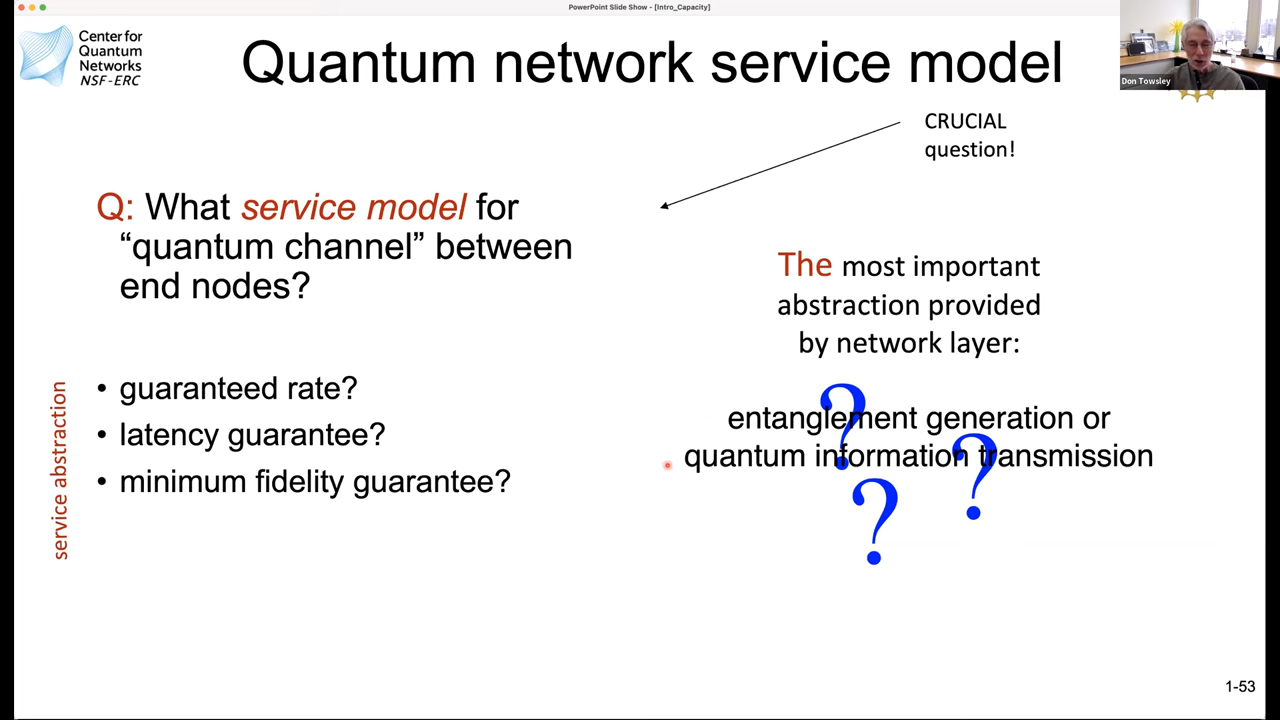 PowerPoint Slide Show - [Intro_Capacity]
Center for
Quantum
Networks
NSF-ERC
Quantum network service model
Don Towsley
CRUCIAL
question!
Q: What service model for
“quantum channel” between
end nodes?
The most important
abstraction provided
by network layer:
service abstraction
• guaranteed rate?
• latency guarantee?
• minimum fidelity guarantee?
?
?
?
entanglement generation or
quantum information transmission
1-53